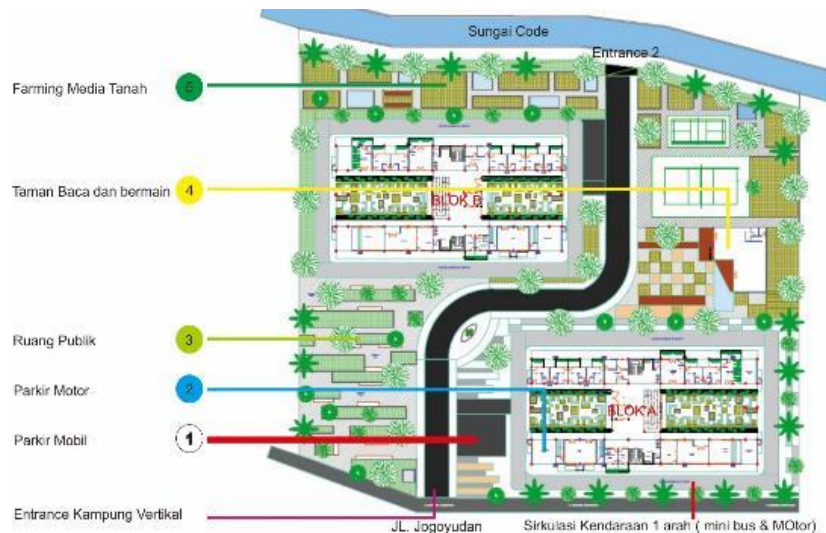 Sungai Code
Entrance 2
Farming Media Tanah
5
Taman Baca dan bermain
4
BLOK B
Ruang Publik
3
Parkir Motor
2
BLOK A
Parkir Mobil
1
Entrance Kampung Vertikal
JL. Jogoyudan
Sirkulasi Kendaraan 1 arah ( mini bus & MOtor)